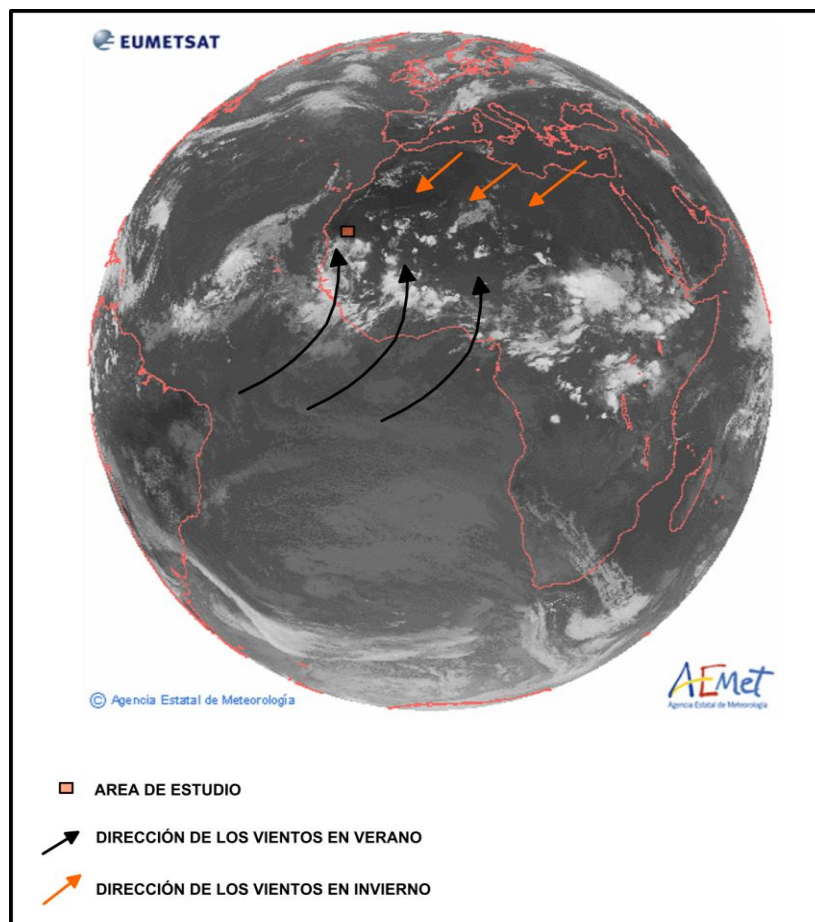 EUMETSAT
© Agencia Estatal de Meteorología
AEMet
Agencia Estatal de Meteorología
AREA DE ESTUDIO
DIRECCIÓN DE LOS VIENTOS EN VERANO
DIRECCIÓN DE LOS VIENTOS EN INVIERNO